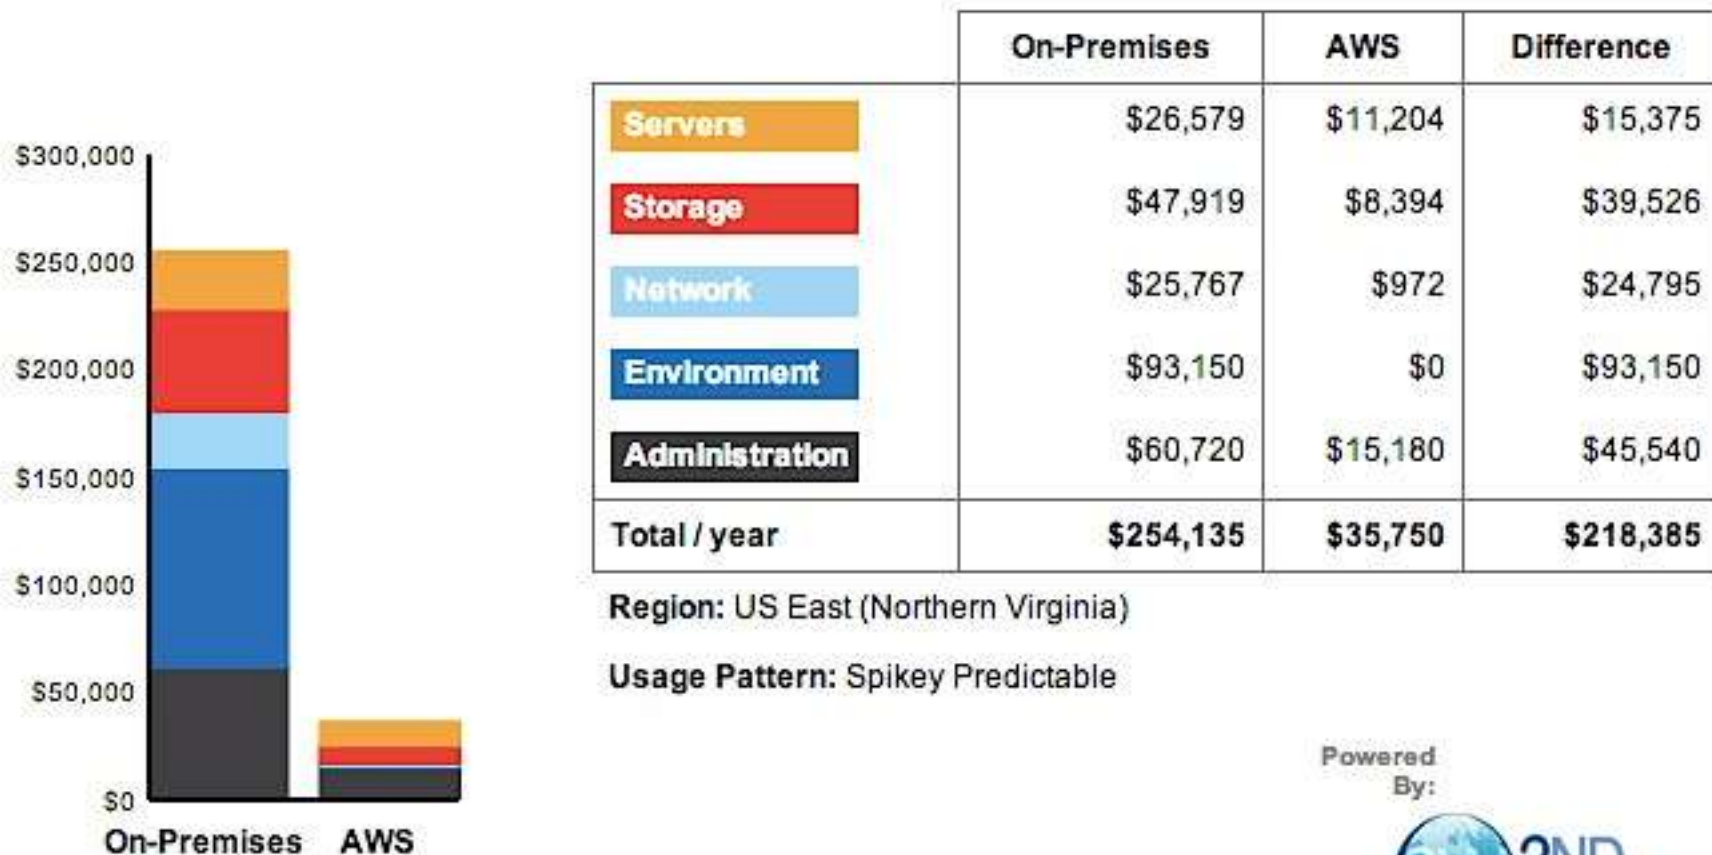 On-Premises AWS Difference
Servers $26,579 $11,204 $15,375
Storage $47,919 $8,394 $39,526
Network $25,767 $972 $24,795
Environment $93,150 $0 $93,150
Administration $60,720 $15,180 $45,540
Total / year $254,135 $35,750 $218,385
Region: US East (Northern Virginia)
Usage Pattern: Spikey Predictable
$300,000
$250,000
$200,000
$150,000
$100,000
$50,000
$0
On-Premises AWS
Powered
By:
2ND